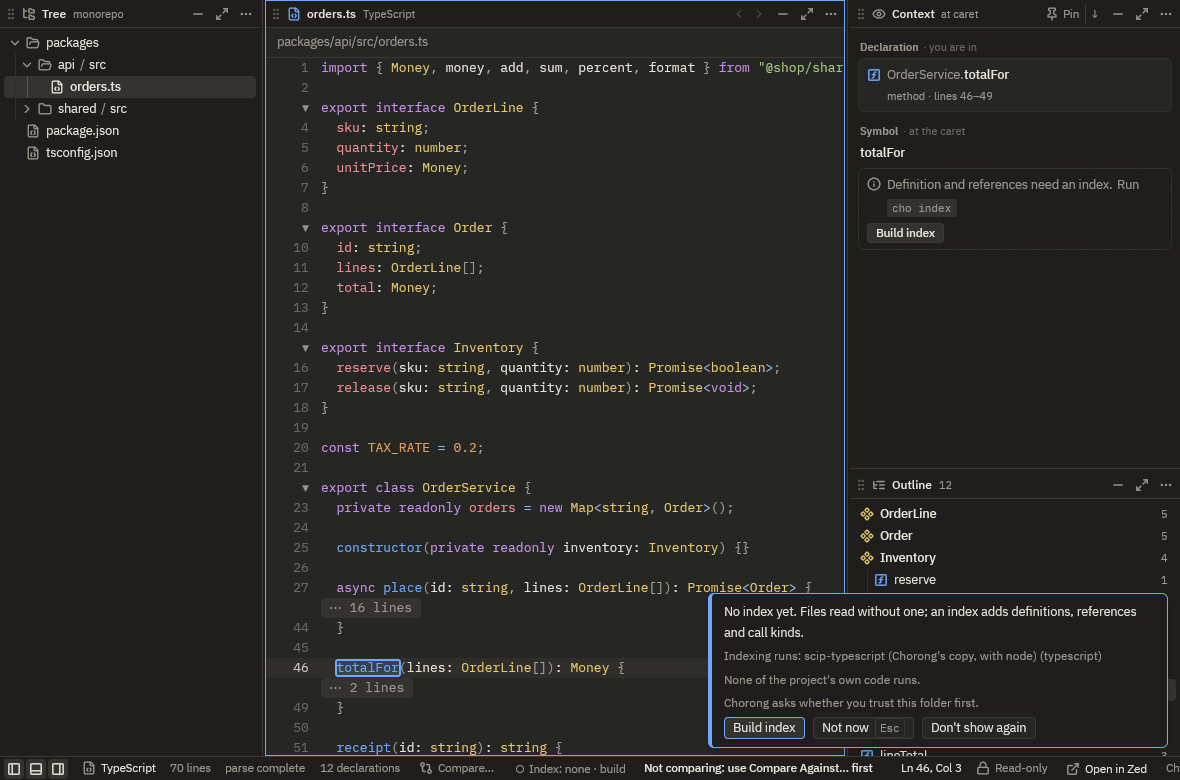 Tree monorepo
packages
api / src
orders.ts
shared / src
package.json
tsconfig.json
orders.ts TypeScript
packages/api/src/orders.ts
1 import { Money, money, add, sum, percent, format } from "@shop/shar
2
export interface OrderLine {
4 sku: string;
5 quantity: number;
6 unitPrice: Money;
7 }
8
export interface Order {
10 id: string;
11 lines: OrderLine[];
12 total: Money;
13 }
14
export interface Inventory {
16 reserve(sku: string, quantity: number): Promise<boolean>;
17 release(sku: string, quantity: number): Promise<void>;
18 }
19
20 const TAX_RATE = 0.2;
21
export class OrderService {
23 private readonly orders = new Map<string, Order>();
24
25 constructor(private readonly inventory: Inventory) {}
26
27 async place(id: string, lines: OrderLine[]): Promise<Order> {
··· 16 lines
44 }
45
46 totalFor(lines: OrderLine[]): Money {
··· 2 lines
49 }
50
51 receipt(id: string): string {
Context at caret Pin
Declaration · you are in
OrderService.totalFor
method · lines 46–49
Symbol · at the caret
totalFor
Definition and references need an index. Run
cho index
Build index
Outline 12
OrderLine 5
Order 5
Inventory 4
reserve 1
No index yet. Files read without one; an index adds definitions, references
and call kinds.
Indexing runs: scip-typescript (Chorong's copy, with node) (typescript)
None of the project's own code runs.
Chorong asks whether you trust this folder first.
Build index Not now Esc Don't show again
lineTotal 3
TypeScript 70 lines parse complete 12 declarations Compare... Index: none · build Not comparing: use Compare Against... first Ln 46, Col 3 Read-only Open in Zed Ch